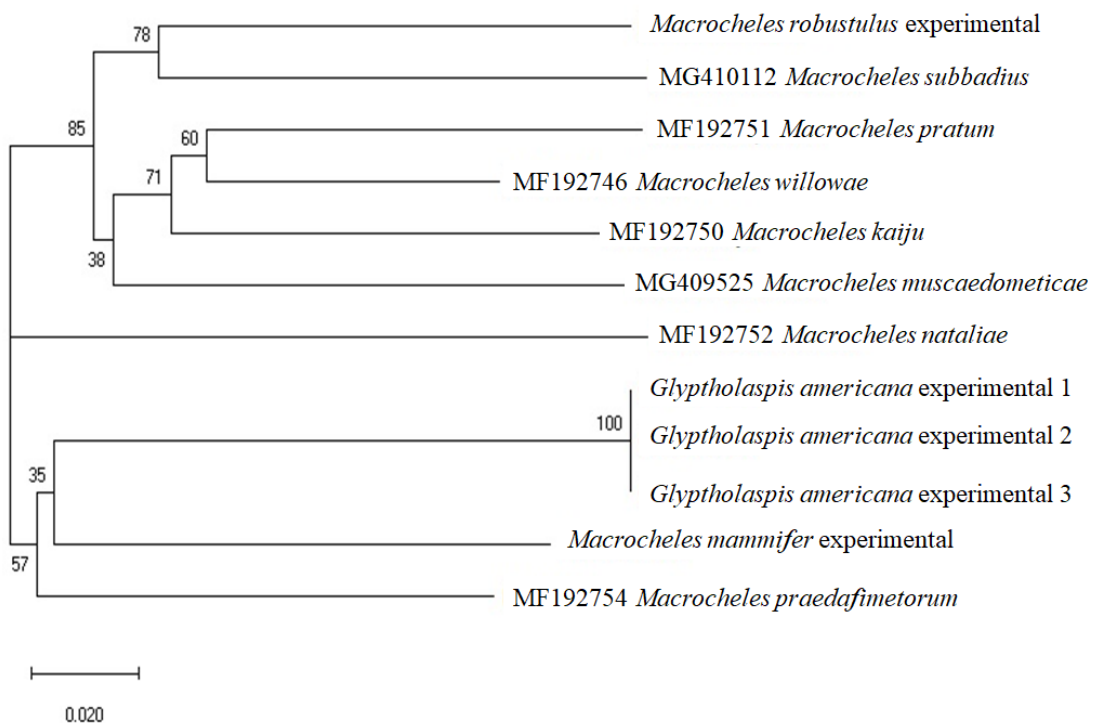 Macrocheles robustulus experimental
78
MG410112 Macrocheles subbadius
85
60
MF192751 Macrocheles pratum
71
MF192746 Macrocheles willowae
38
MF192750 Macrocheles kaiju
MG409525 Macrocheles muscaedometicae
MF192752 Macrocheles nataliae
Glyptholaspis americana experimental 1
100
Glyptholaspis americana experimental 2
35
Glyptholaspis americana experimental 3
Macrocheles mammifer experimental
57
MF192754 Macrocheles praedafimetorum
0.020